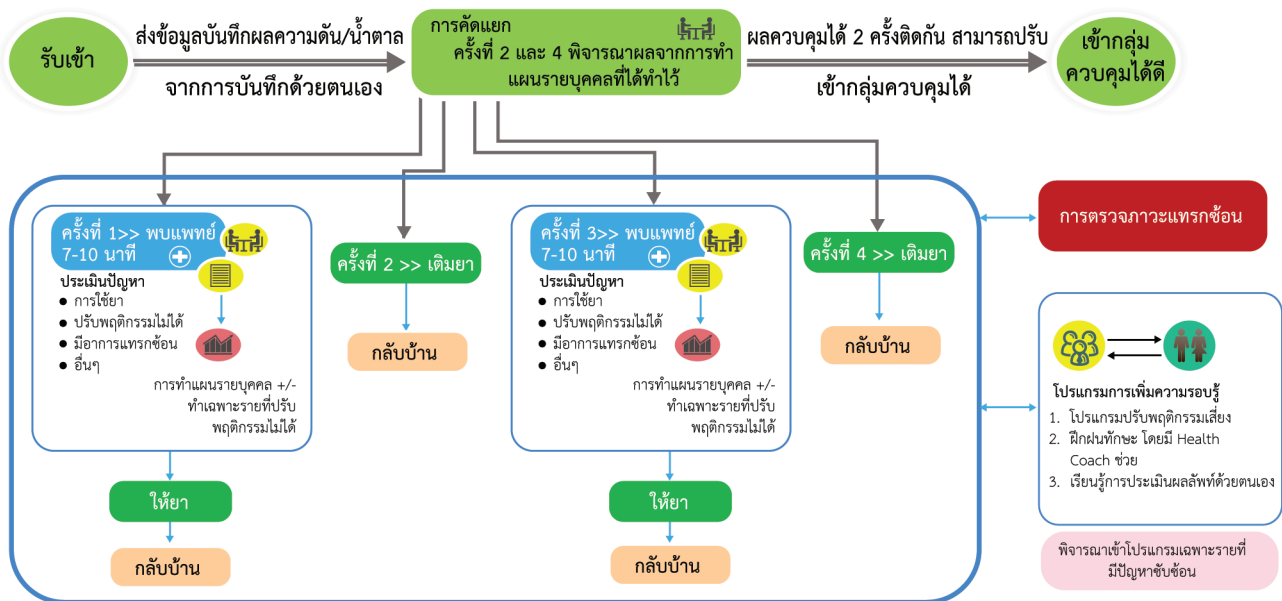 รับเข้า
ส่งข้อมูลบันทึกผลความดัน/น้ำตาล
จากการบันทึกด้วยตนเอง
การคัดแยก
ครั้งที่ 2 และ 4 พิจารณาผลจากการทำ
แผนรายบุคคลที่ได้ทำไว้
ผลควบคุมได้ 2 ครั้งติดกัน สามารถปรับ
เข้ากลุ่มควบคุมได้
เข้ากลุ่ม
ควบคุมได้ดี
ครั้งที่ 1>> พบแพทย์
7-10 นาที
ประเมินปัญหา
● การใช้ยา
● ปรับพฤติกรรมไม่ได้
● มีอาการแทรกซ้อน
● อื่นๆ
การทำแผนรายบุคคล +/-
ทำเฉพาะรายที่ปรับ
พฤติกรรมไม่ได้
ให้ยา
กลับบ้าน
ครั้งที่ 2 >> เติมยา
กลับบ้าน
ครั้งที่ 3>> พบแพทย์
7-10 นาที
ประเมินปัญหา
● การใช้ยา
● ปรับพฤติกรรมไม่ได้
● มีอาการแทรกซ้อน
● อื่นๆ
การทำแผนรายบุคคล +/-
ทำเฉพาะรายที่ปรับ
พฤติกรรมไม่ได้
ให้ยา
กลับบ้าน
ครั้งที่ 4 >> เติมยา
กลับบ้าน
การตรวจภาวะแทรกซ้อน
โปรแกรมการเพิ่มความรอบรู้
1. โปรแกรมปรับพฤติกรรมเสี่ยง
2. ฝึกฝนทักษะ โดยมี Health
Coach ช่วย
3. เรียนรู้การประเมินผลลัพท์ด้วยตนเอง
พิจารณาเข้าโปรแกรมเฉพาะรายที่
มีปัญหาซับซ้อน